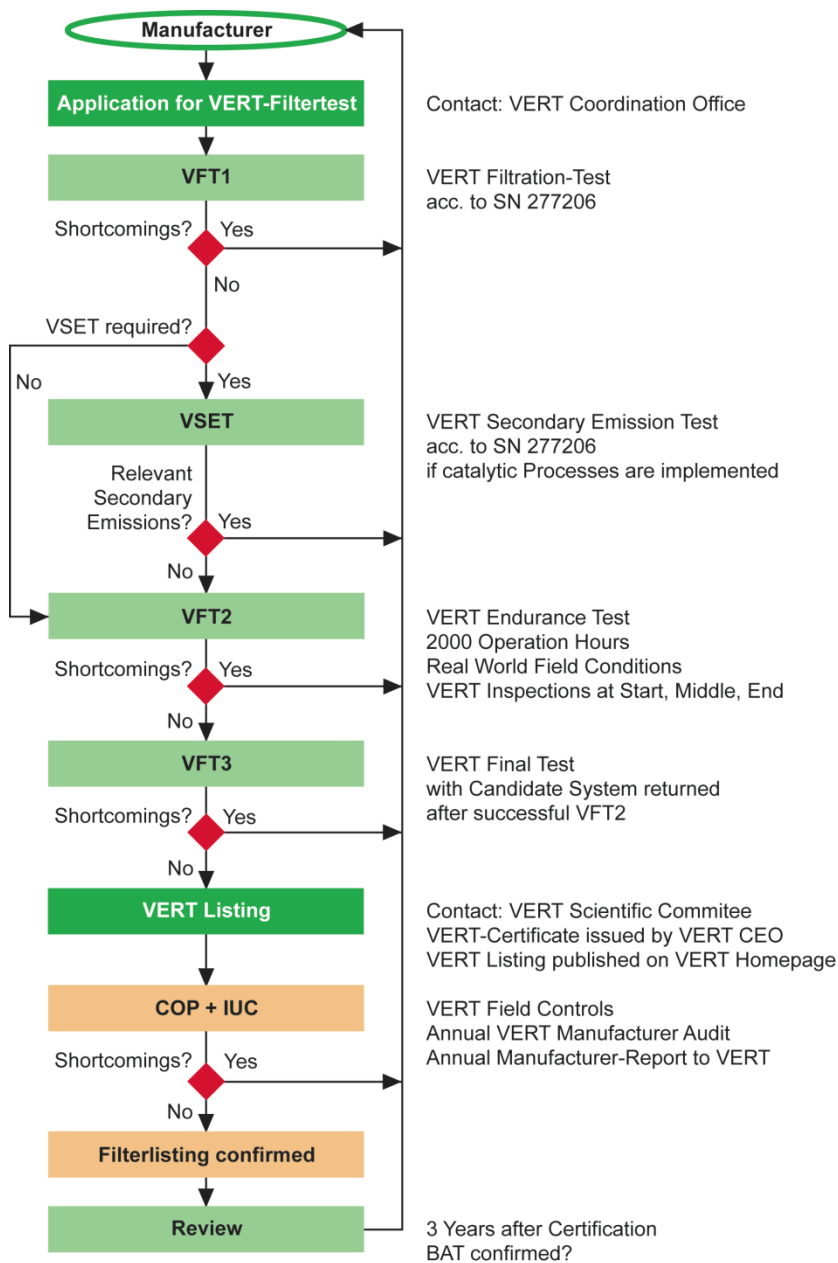 Manufacturer
Application for VERT-Filtertest
Contact: VERT Coordination Office
VFT1
VERT Filtration-Test
acc. to SN 277206
Shortcomings?
Yes
No
VSET required?
No
Yes
VSET
VERT Secondary Emission Test
acc. to SN 277206
if catalytic Processes are implemented
Relevant
Secondary
Emissions?
Yes
No
VFT2
VERT Endurance Test
2000 Operation Hours
Real World Field Conditions
VERT Inspections at Start, Middle, End
Shortcomings?
Yes
No
VFT3
VERT Final Test
with Candidate System returned
after successful VFT2
Shortcomings?
Yes
No
VERT Listing
Contact: VERT Scientific Commitee
VERT-Certificate issued by VERT CEO
VERT Listing published on VERT Homepage
COP + IUC
VERT Field Controls
Annual VERT Manufacturer Audit
Annual Manufacturer-Report to VERT
Shortcomings?
Yes
No
Filterlisting confirmed
Review
3 Years after Certification
BAT confirmed?